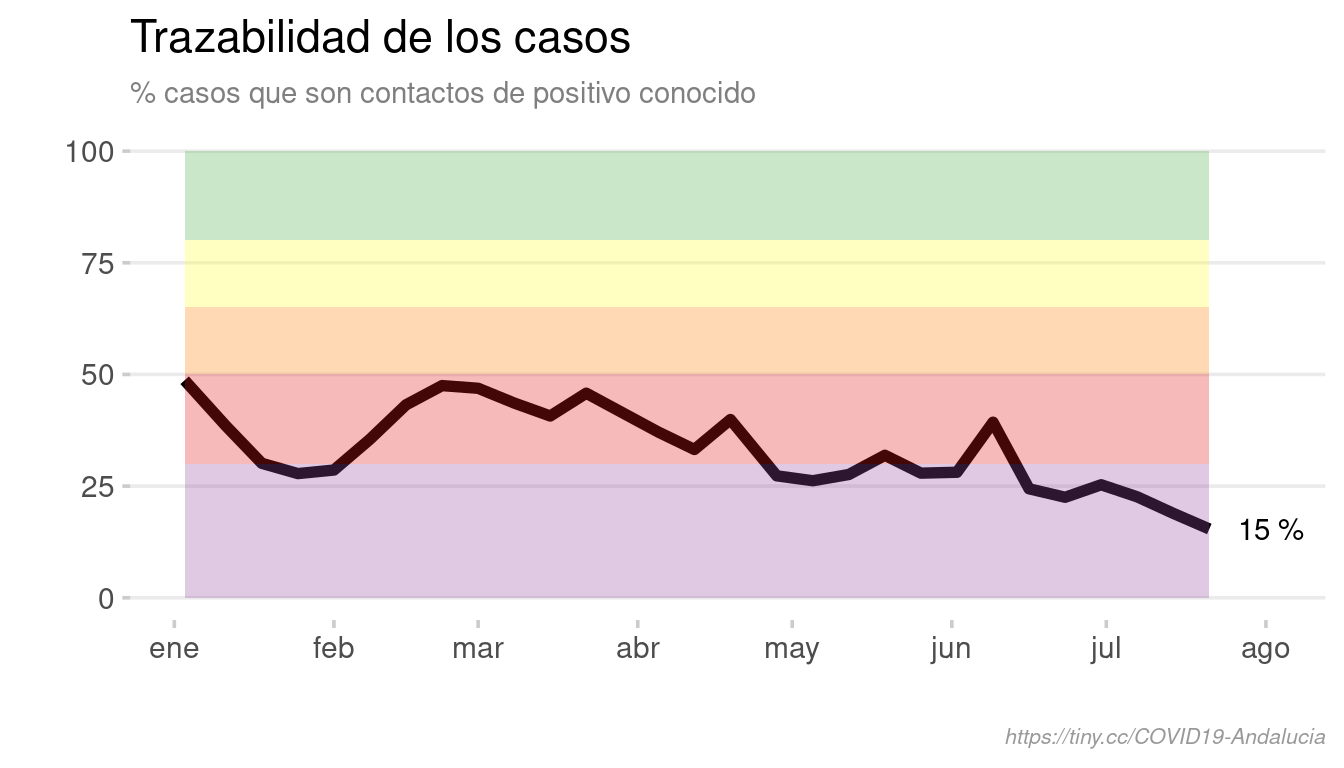 Trazabilidad de los casos
% casos que son contactos de positivo conocido
100
75
50
25
0
15 %
ene feb mar abr may jun jul ago
https://tiny.cc/COVID19-Andalucia